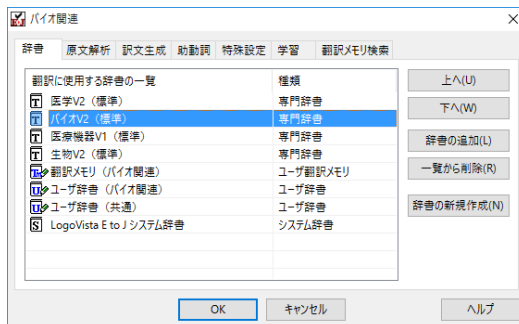 バイオ関連
辞書 原文解析 訳文生成 助動詞 特殊設定 学習 翻訳メモリ検索
翻訳に使用する辞書の一覧 種類
医学V2（標準） 専門辞書
バイオV2（標準） 専門辞書
医療機器V1（標準） 専門辞書
生物V2（標準） 専門辞書
翻訳メモリ（バイオ関連） ユーザ翻訳メモリ
ユーザ辞書（バイオ関連） ユーザ辞書
ユーザ辞書（共通） ユーザ辞書
LogoVista E to J システム辞書 システム辞書
上へ(U)
下へ(W)
辞書の追加(L)
一覧から削除(R)
辞書の新規作成(N)
OK キャンセル ヘルプ